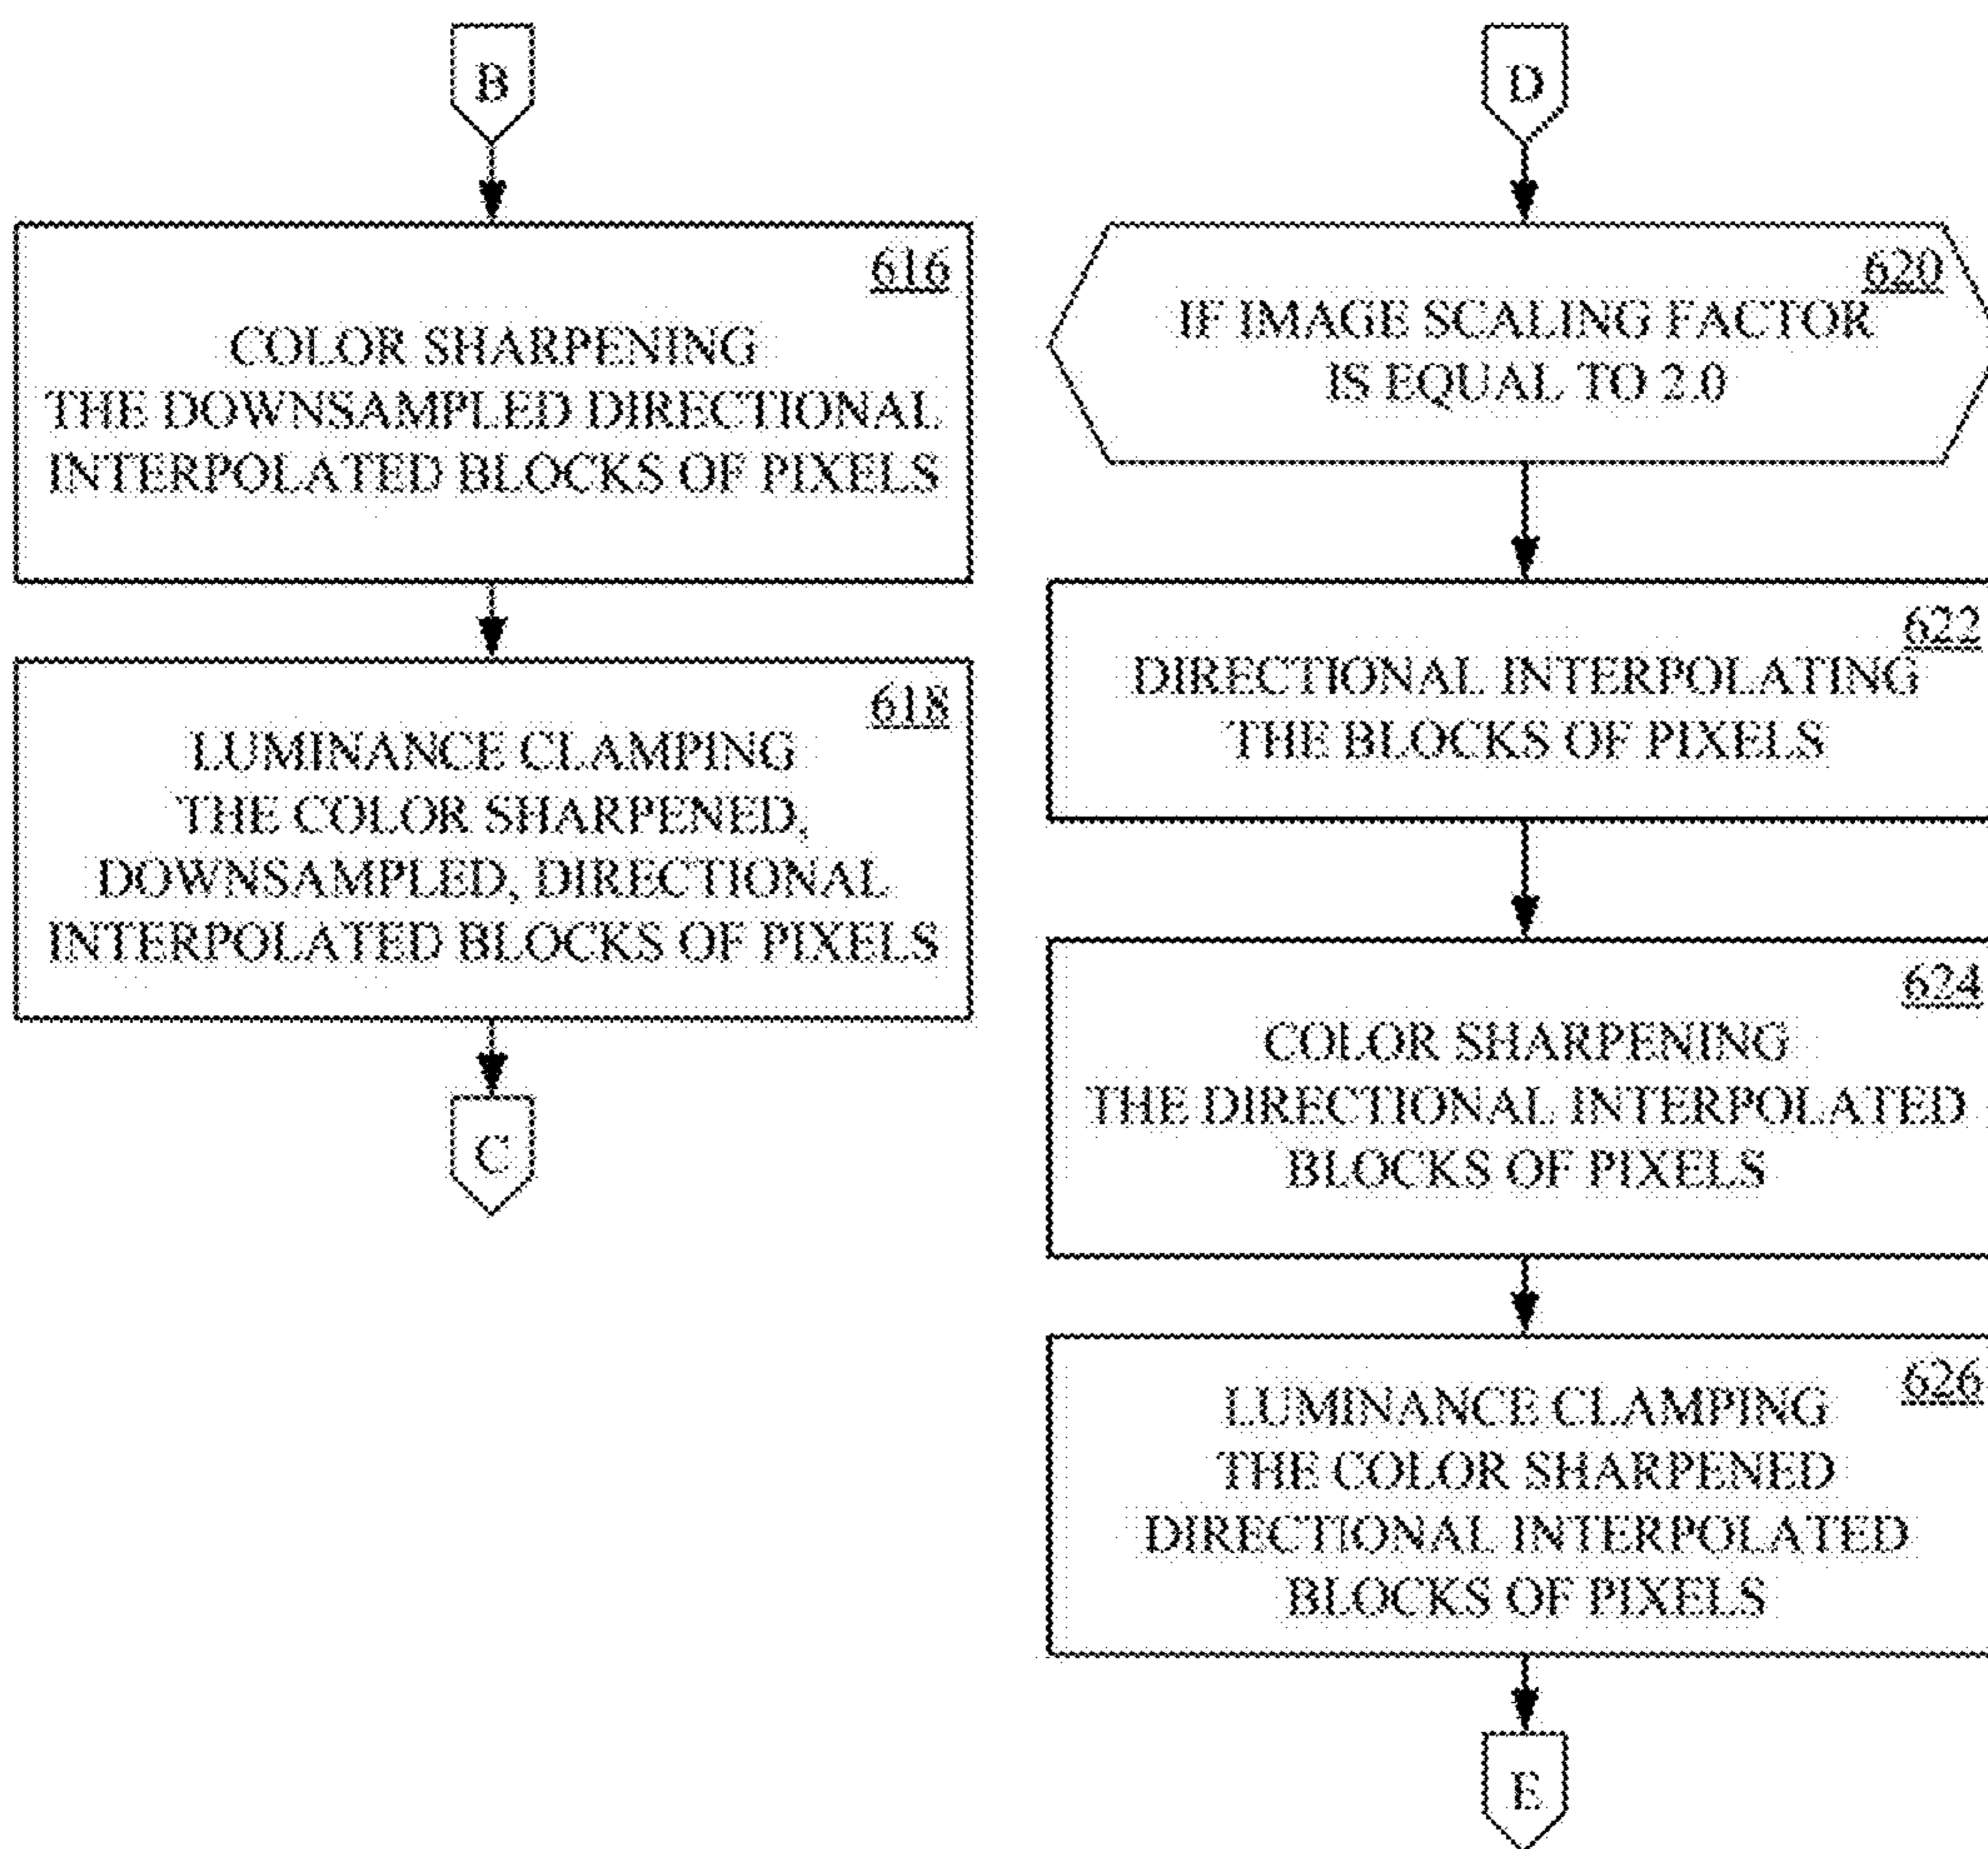 B
616
COLOR SHARPENING
THE DOWNSAMPLED DIRECTIONAL
INTERPOLATED BLOCKS OF PIXELS
618
LUMINANCE CLAMPING
THE COLOR SHARPENED,
DOWNSAMPLED, DIRECTIONAL
INTERPOLATED BLOCKS OF PIXELS
C
D
620
IF IMAGE SCALING FACTOR
IS EQUAL TO 2.0
622
DIRECTIONAL INTERPOLATING
THE BLOCKS OF PIXELS
624
COLOR SHARPENING
THE DIRECTIONAL INTERPOLATED
BLOCKS OF PIXELS
626
LUMINANCE CLAMPING
THE COLOR SHARPENED
DIRECTIONAL INTERPOLATED
BLOCKS OF PIXELS
E